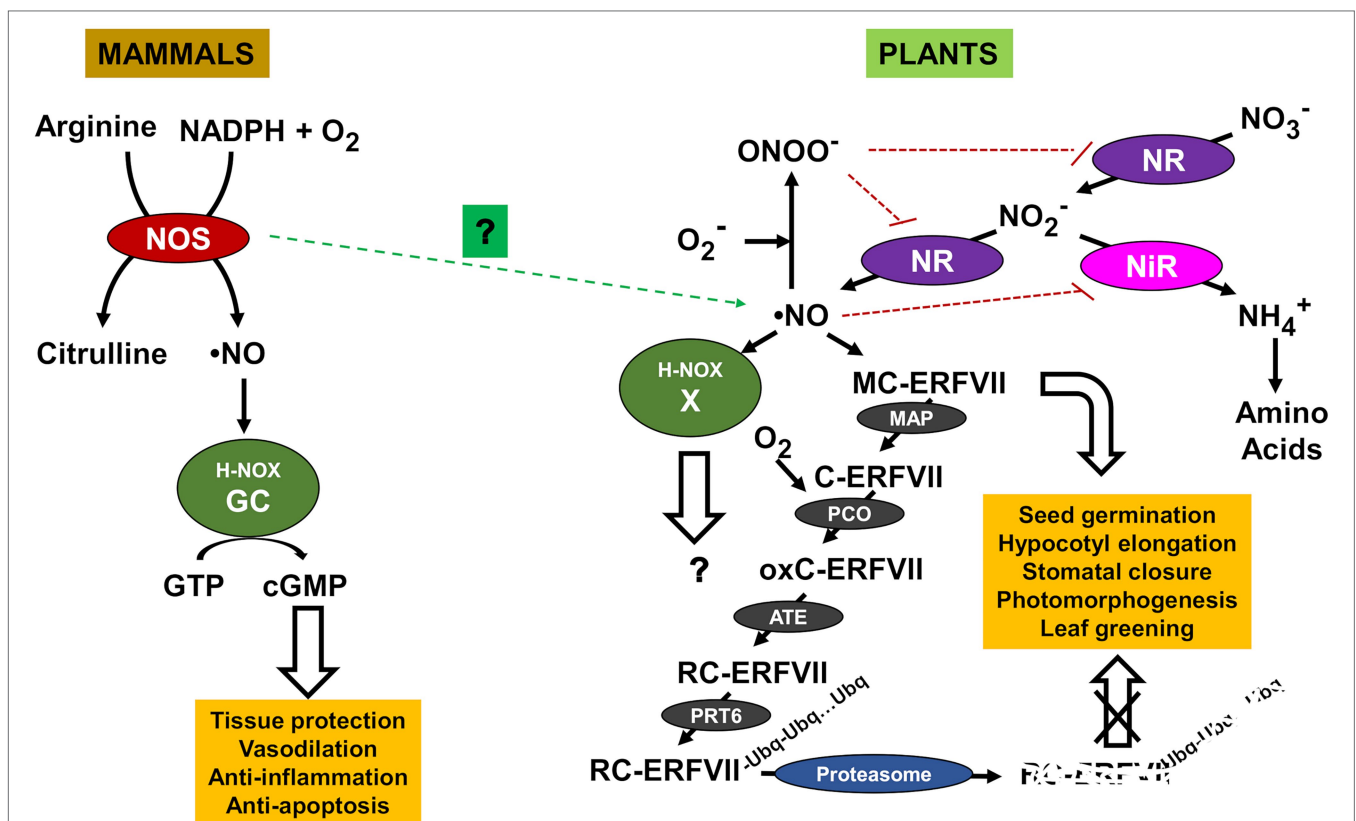 MAMMALS
Arginine
NADPH + O₂
NOS
Citrulline
•NO
H-NOX
GC
GTP
cGMP
Tissue protection
Vasodilation
Anti-inflammation
Anti-apoptosis
?
PLANTS
ONOO⁻
NO₃⁻
NR
O₂⁻
NO₂⁻
NR
NiR
•NO
NH₄⁺
Amino
Acids
H-NOX
X
?
MC-ERFVII
MAP
O₂
C-ERFVII
PCO
oxC-ERFVII
ATE
RC-ERFVII
PRT6
RC-ERFVII-Ubq-Ubq...Ubq
Proteasome
Seed germination
Hypocotyl elongation
Stomatal closure
Photomorphogenesis
Leaf greening